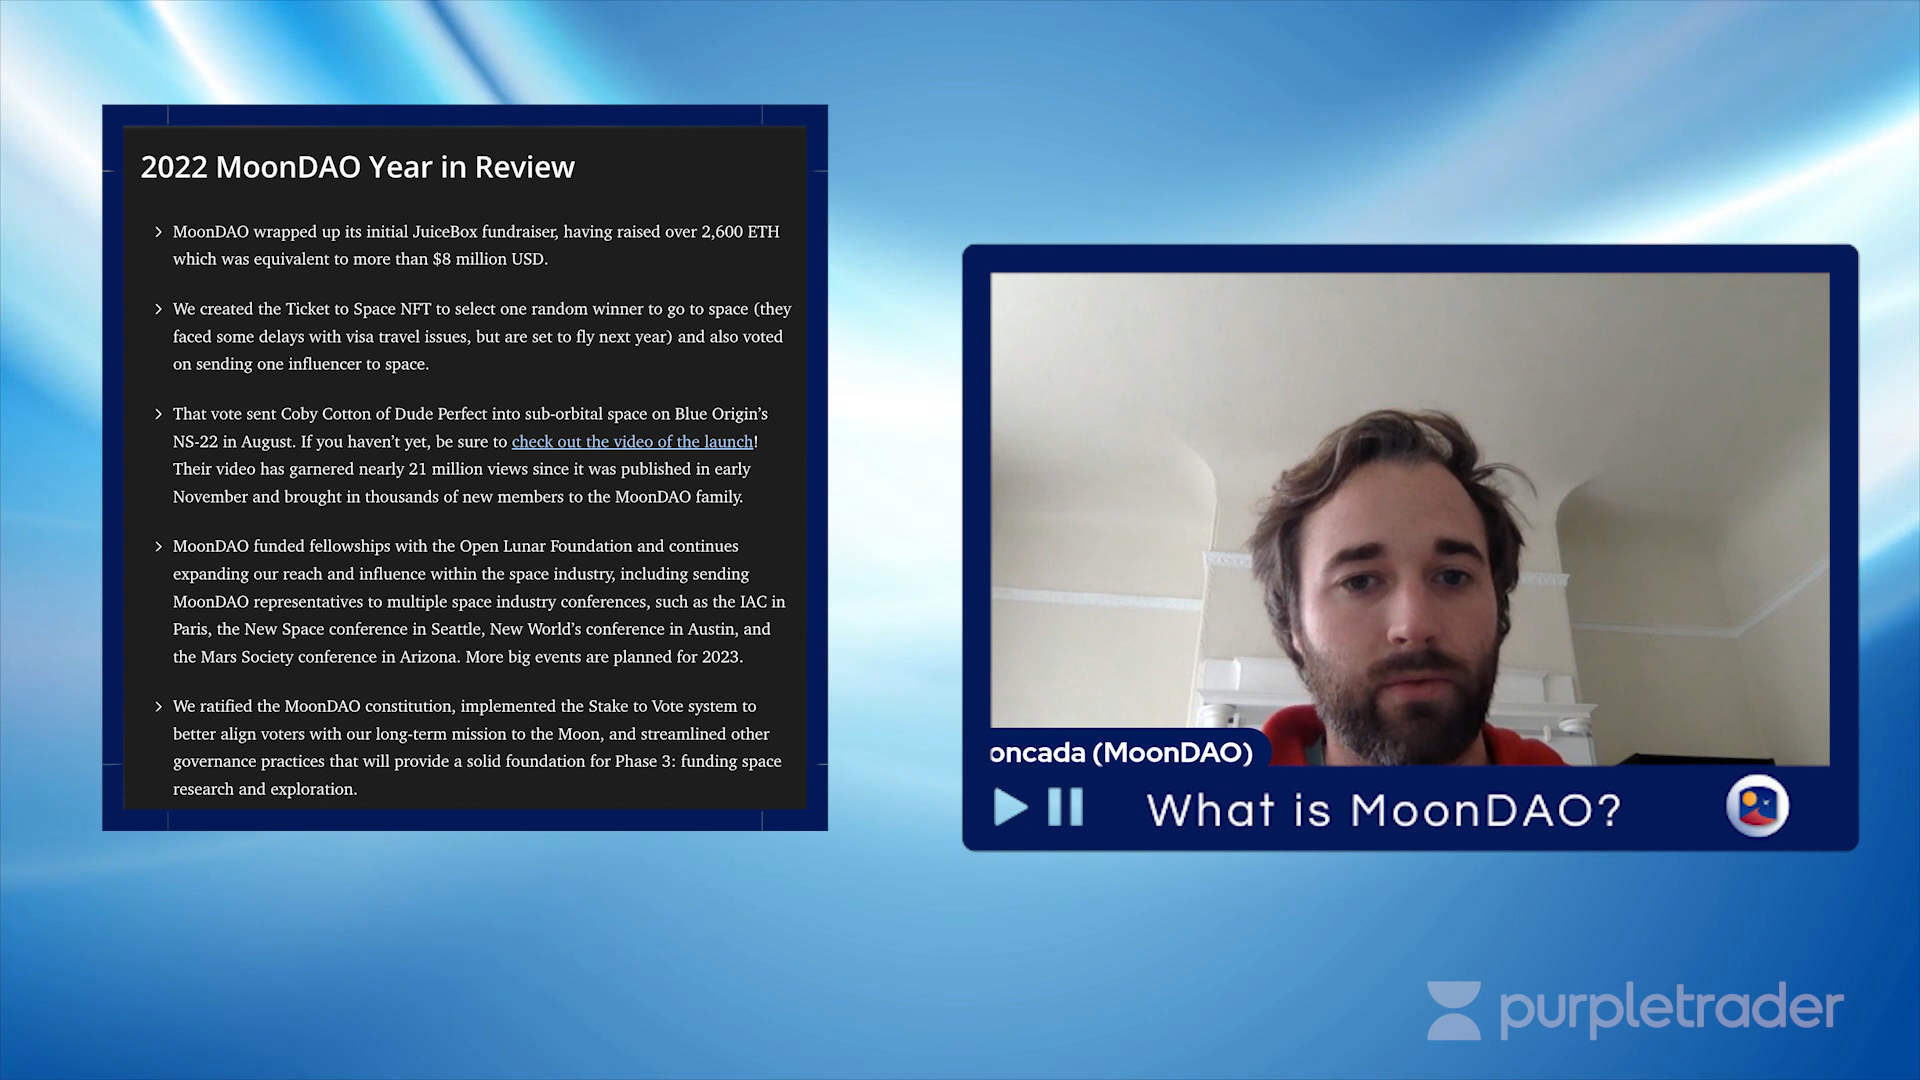 2022 MoonDAO Year in Review
MoonDAO wrapped up its initial JuiceBox fundraiser, having raised over 2,600 ETH
which was equivalent to more than $8 million USD.
We created the Ticket to Space NFT to select one random winner to go to space (they
faced some delays with visa travel issues, but are set to fly next year) and also voted
on sending one influencer to space.
That vote sent Coby Cotton of Dude Perfect into sub-orbital space on Blue Origin’s
NS-22 in August. If you haven’t yet, be sure to check out the video of the launch!
Their video has garnered nearly 21 million views since it was published in early
November and brought in thousands of new members to the MoonDAO family.
MoonDAO funded fellowships with the Open Lunar Foundation and continues
expanding our reach and influence within the space industry, including sending
MoonDAO representatives to multiple space industry conferences, such as the IAC in
Paris, the New Space conference in Seattle, New World’s conference in Austin, and
the Mars Society conference in Arizona. More big events are planned for 2023.
We ratified the MoonDAO constitution, implemented the Stake to Vote system to
better align voters with our long-term mission to the Moon, and streamlined other
governance practices that will provide a solid foundation for Phase 3: funding space
research and exploration.
oncada (MoonDAO)
What is MoonDAO?
purpletrader